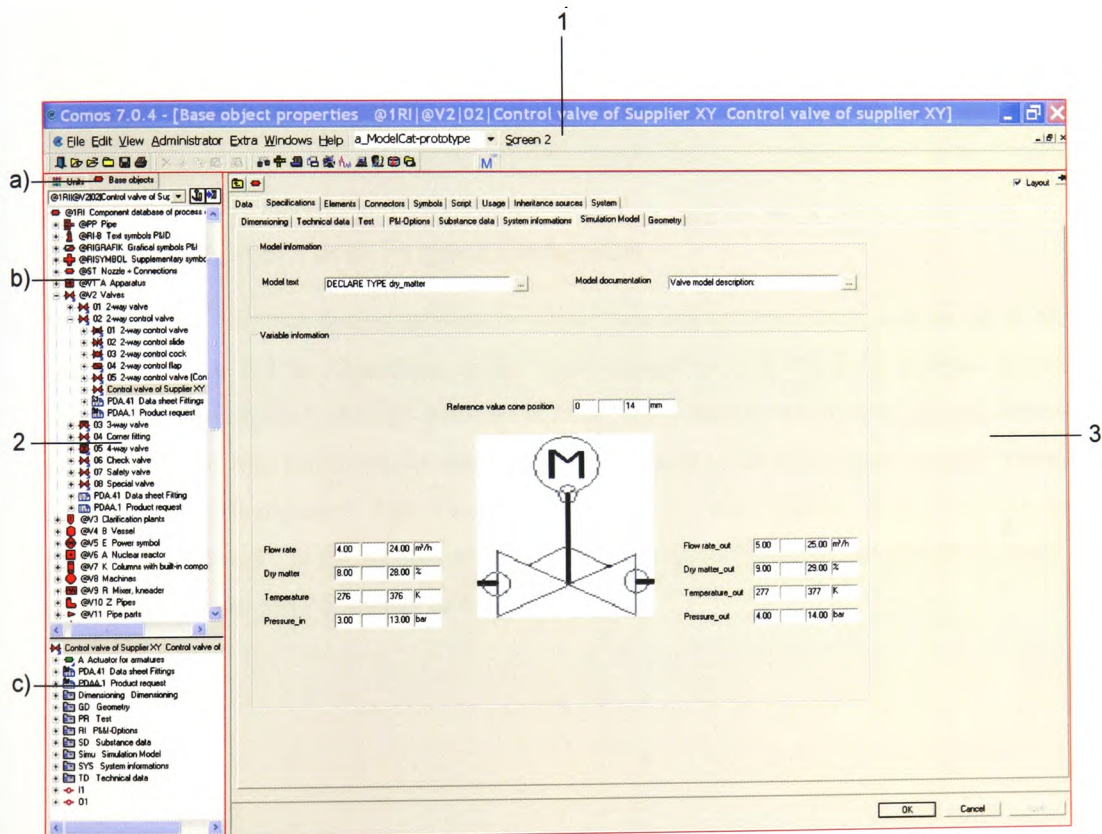 1
Comos 7.0.4 - [Base object properties @1RI|@V2|02|Control valve of Supplier XY Control valve of supplier XY]
File Edit View Administrator Extra Windows Help a_ModelCat-prototype Screen 2
M
a)
Units Base objects
Layout
@1RI|@V2|02|Control valve of Sup
Data Specifications Elements Connectors Symbols Script Usage Inheritance sources System
Dimensioning Technical data Test P&I-Options Substance data System informations Simulation Model Geometry
@1RI Component database of process
@PP Pipe
@RI-B Text symbols P&ID
@RIGRAFIK Grafical symbols P&I
@RISYMBOL Supplementary symbo
@ST Nozzle + Connections
b)
@VT A Apparatus
@V2 Valves
01 2-way valve
02 2-way control valve
01 2-way control valve
02 2-way control slide
03 2-way control cock
04 2-way control flap
05 2-way control valve (Con
Control valve of Supplier XY
PDA.41 Data sheet Fittings
PDAA.1 Product request
03 3-way valve
2
04 Corner fitting
05 4-way valve
06 Check valve
07 Safety valve
08 Special valve
PDA.41 Data sheet Fitting
PDAA.1 Product request
@V3 Clarification plants
@V4 B Vessel
@V5 E Power symbol
@V6 A Nuclear reactor
@V7 K Columns with built-in compo
@V8 Machines
@V9 R Mixer, kneader
@V10 Z Pipes
@V11 Pipe parts
Control valve of Supplier XY Control valve of
A Actuator for armatures
PDA.41 Data sheet Fittings
c)
PDAA.1 Product request
Dimensioning Dimensioning
GD Geometry
PR Test
RI P&I-Options
SD Substance data
Simu Simulation Model
SYS System informations
TD Technical data
I1
O1
Model information
Model text DECLARE TYPE dry_matter ... Model documentation Valve model description: ...
Variable information
Reference value cone position 0 14 mm
3
M
Flow rate 4.00 24.00 m³/h
Dry matter 8.00 28.00 %
Temperature 276 376 K
Pressure_in 3.00 13.00 bar
Flow rate_out 5.00 25.00 m³/h
Dry matter_out 9.00 29.00 %
Temperature_out 277 377 K
Pressure_out 4.00 14.00 bar
OK Cancel